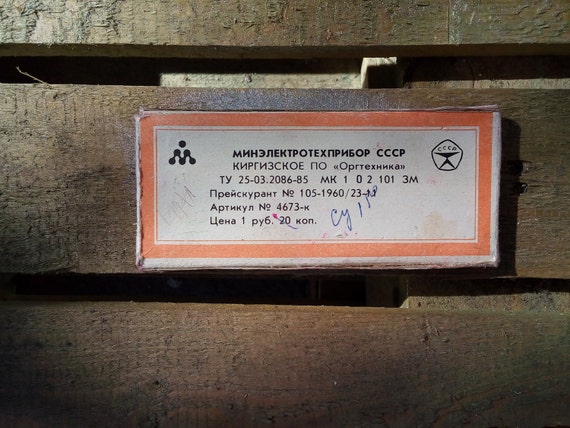 МИНЭЛЕКТРОТЕХПРИБОР СССР
КИРГИЗСКОЕ ПО «Оргтехника»
ТУ 25-03.2086-85 МК 1 0 2 101 3М
Прейскурант № 105-1960/23-11
Артикул № 4673-к
Цена 1 руб. 20 коп.
СССР